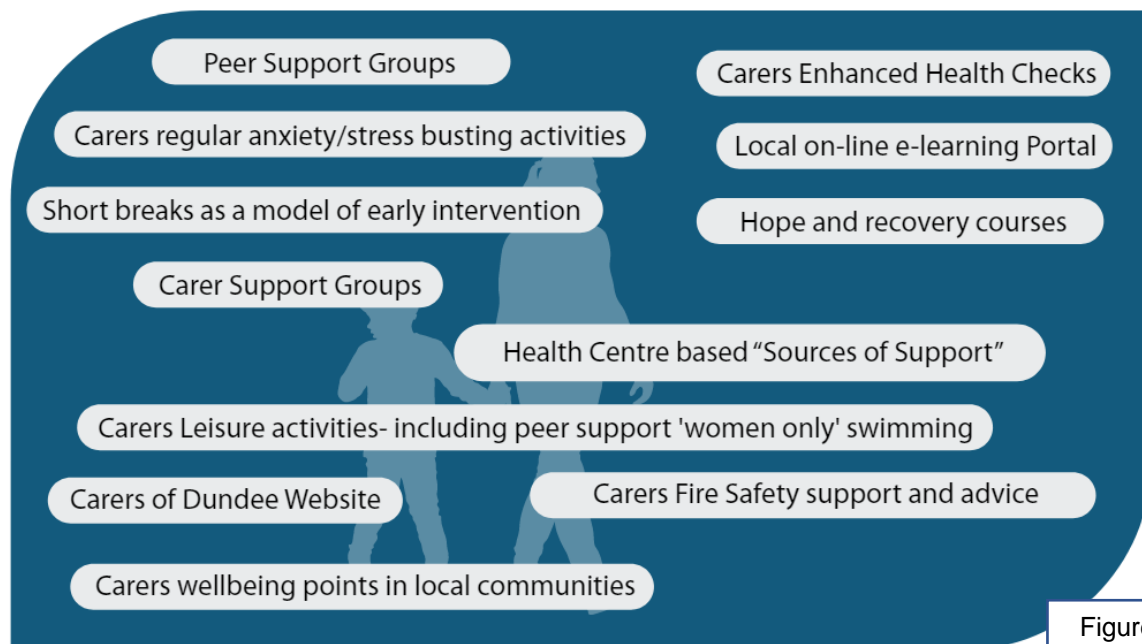 Peer Support Groups
Carers Enhanced Health Checks
Carers regular anxiety/stress busting activities
Local on-line e-learning Portal
Short breaks as a model of early intervention
Hope and recovery courses
Carer Support Groups
Health Centre based “Sources of Support”
Carers Leisure activities- including peer support 'women only' swimming
Carers of Dundee Website
Carers Fire Safety support and advice
Carers wellbeing points in local communities
Figure